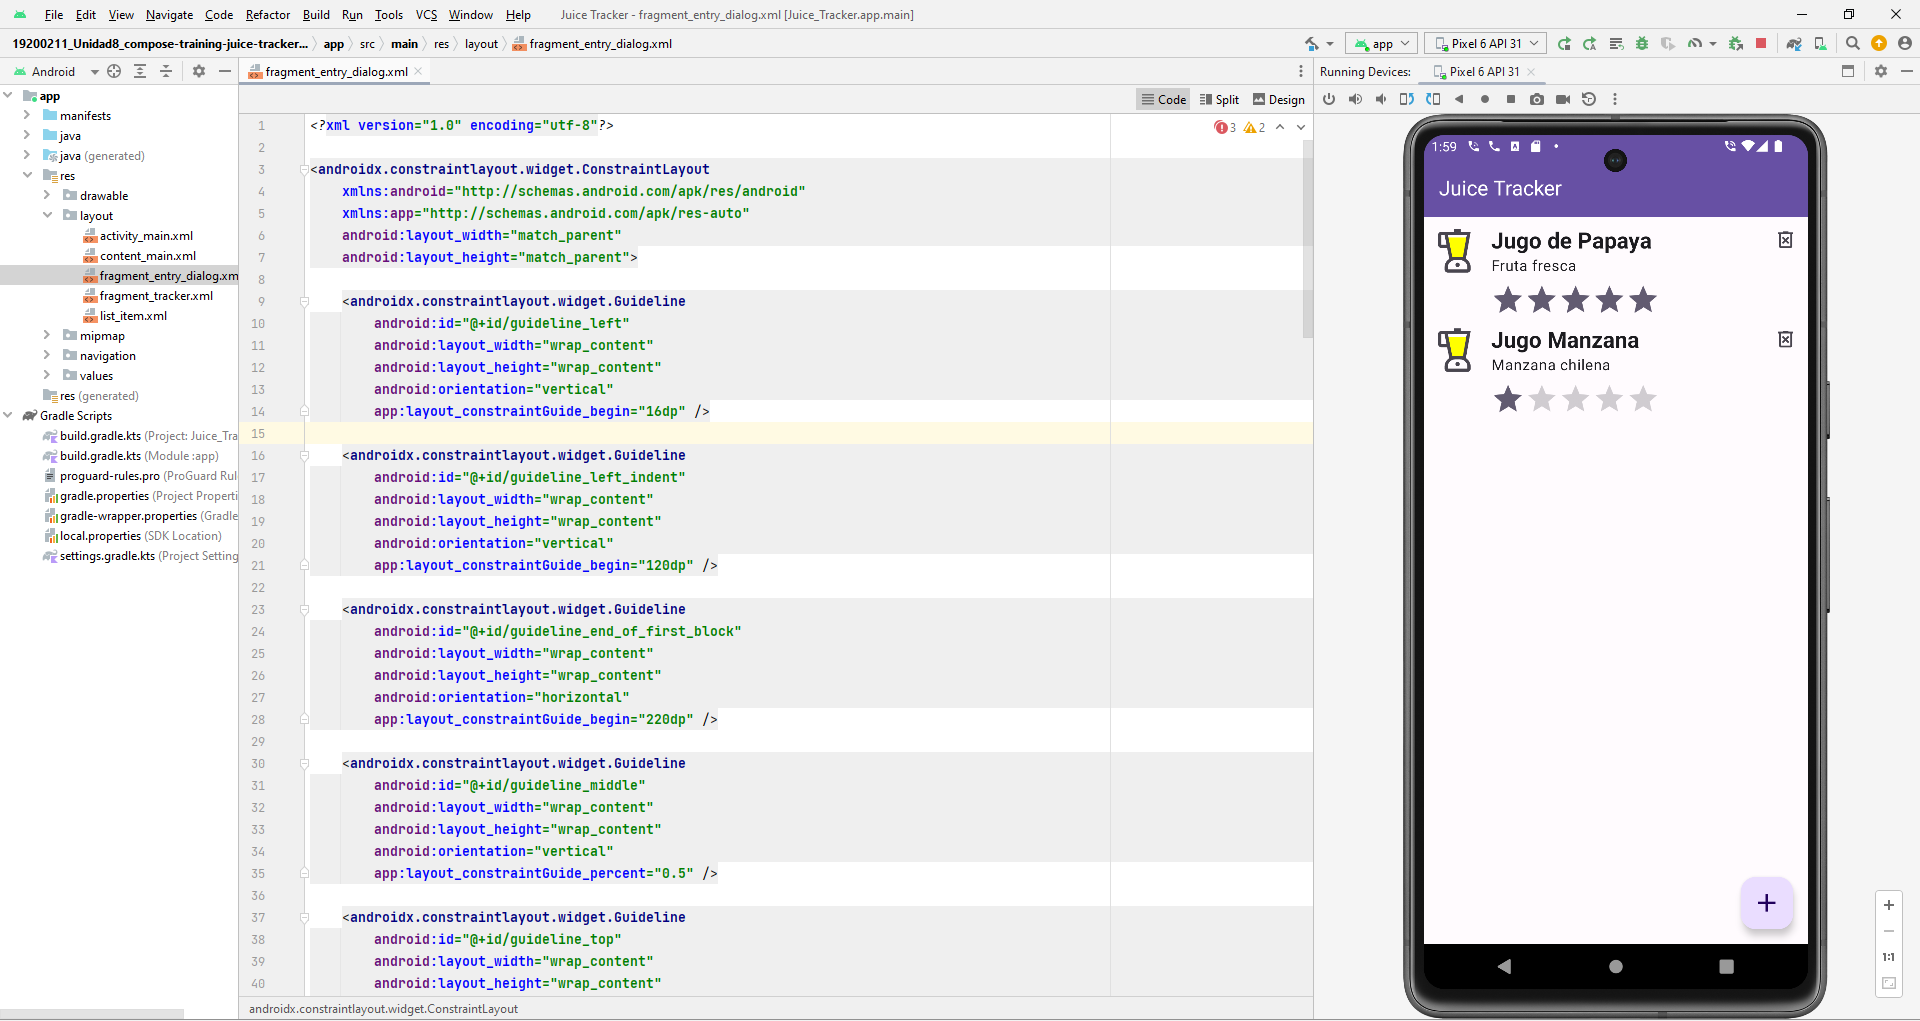 File Edit View Navigate Code Refactor Build Run Tools VCS Window Help Juice Tracker - fragment_entry_dialog.xml [Juice_Tracker.app.main]
19200211_Unidad8_compose-training-juice-tracker... app src main res layout fragment_entry_dialog.xml app Pixel 6 API 31
Android fragment_entry_dialog.xml Running Devices: Pixel 6 API 31
Code Split Design
app
manifests
java
java (generated)
res
drawable
layout
activity_main.xml
content_main.xml
fragment_entry_dialog.xm
fragment_tracker.xml
list_item.xml
mipmap
navigation
values
res (generated)
Gradle Scripts
build.gradle.kts (Project: Juice_Tra
build.gradle.kts (Module :app)
proguard-rules.pro (ProGuard Rul
gradle.properties (Project Properti
gradle-wrapper.properties (Gradle
local.properties (SDK Location)
settings.gradle.kts (Project Setting
3 2
1 <?xml version="1.0" encoding="utf-8"?>
2
3 <androidx.constraintlayout.widget.ConstraintLayout
4 xmlns:android="http://schemas.android.com/apk/res/android"
5 xmlns:app="http://schemas.android.com/apk/res-auto"
6 android:layout_width="match_parent"
7 android:layout_height="match_parent">
8
9 <androidx.constraintlayout.widget.Guideline
10 android:id="@+id/guideline_left"
11 android:layout_width="wrap_content"
12 android:layout_height="wrap_content"
13 android:orientation="vertical"
14 app:layout_constraintGuide_begin="16dp" />
15
16 <androidx.constraintlayout.widget.Guideline
17 android:id="@+id/guideline_left_indent"
18 android:layout_width="wrap_content"
19 android:layout_height="wrap_content"
20 android:orientation="vertical"
21 app:layout_constraintGuide_begin="120dp" />
22
23 <androidx.constraintlayout.widget.Guideline
24 android:id="@+id/guideline_end_of_first_block"
25 android:layout_width="wrap_content"
26 android:layout_height="wrap_content"
27 android:orientation="horizontal"
28 app:layout_constraintGuide_begin="220dp" />
29
30 <androidx.constraintlayout.widget.Guideline
31 android:id="@+id/guideline_middle"
32 android:layout_width="wrap_content"
33 android:layout_height="wrap_content"
34 android:orientation="vertical"
35 app:layout_constraintGuide_percent="0.5" />
36
37 <androidx.constraintlayout.widget.Guideline
38 android:id="@+id/guideline_top"
39 android:layout_width="wrap_content"
40 android:layout_height="wrap_content"
androidx.constraintlayout.widget.ConstraintLayout
1:59
Juice Tracker
Jugo de Papaya
Fruta fresca
Jugo Manzana
Manzana chilena
+
1:1